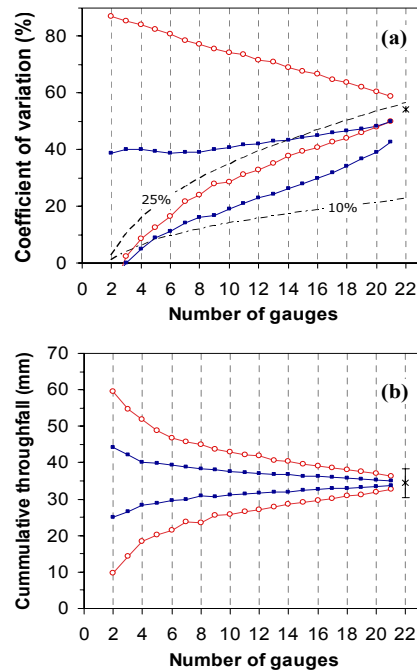 (a)
Coefficient of variation (%)
80
60
40
20
0
25%
10%
0 2 4 6 8 10 12 14 16 18 20 22
Number of gauges
(b)
Cummulative throughfall (mm)
70
60
50
40
30
20
10
0
0 2 4 6 8 10 12 14 16 18 20 22
Number of gauges